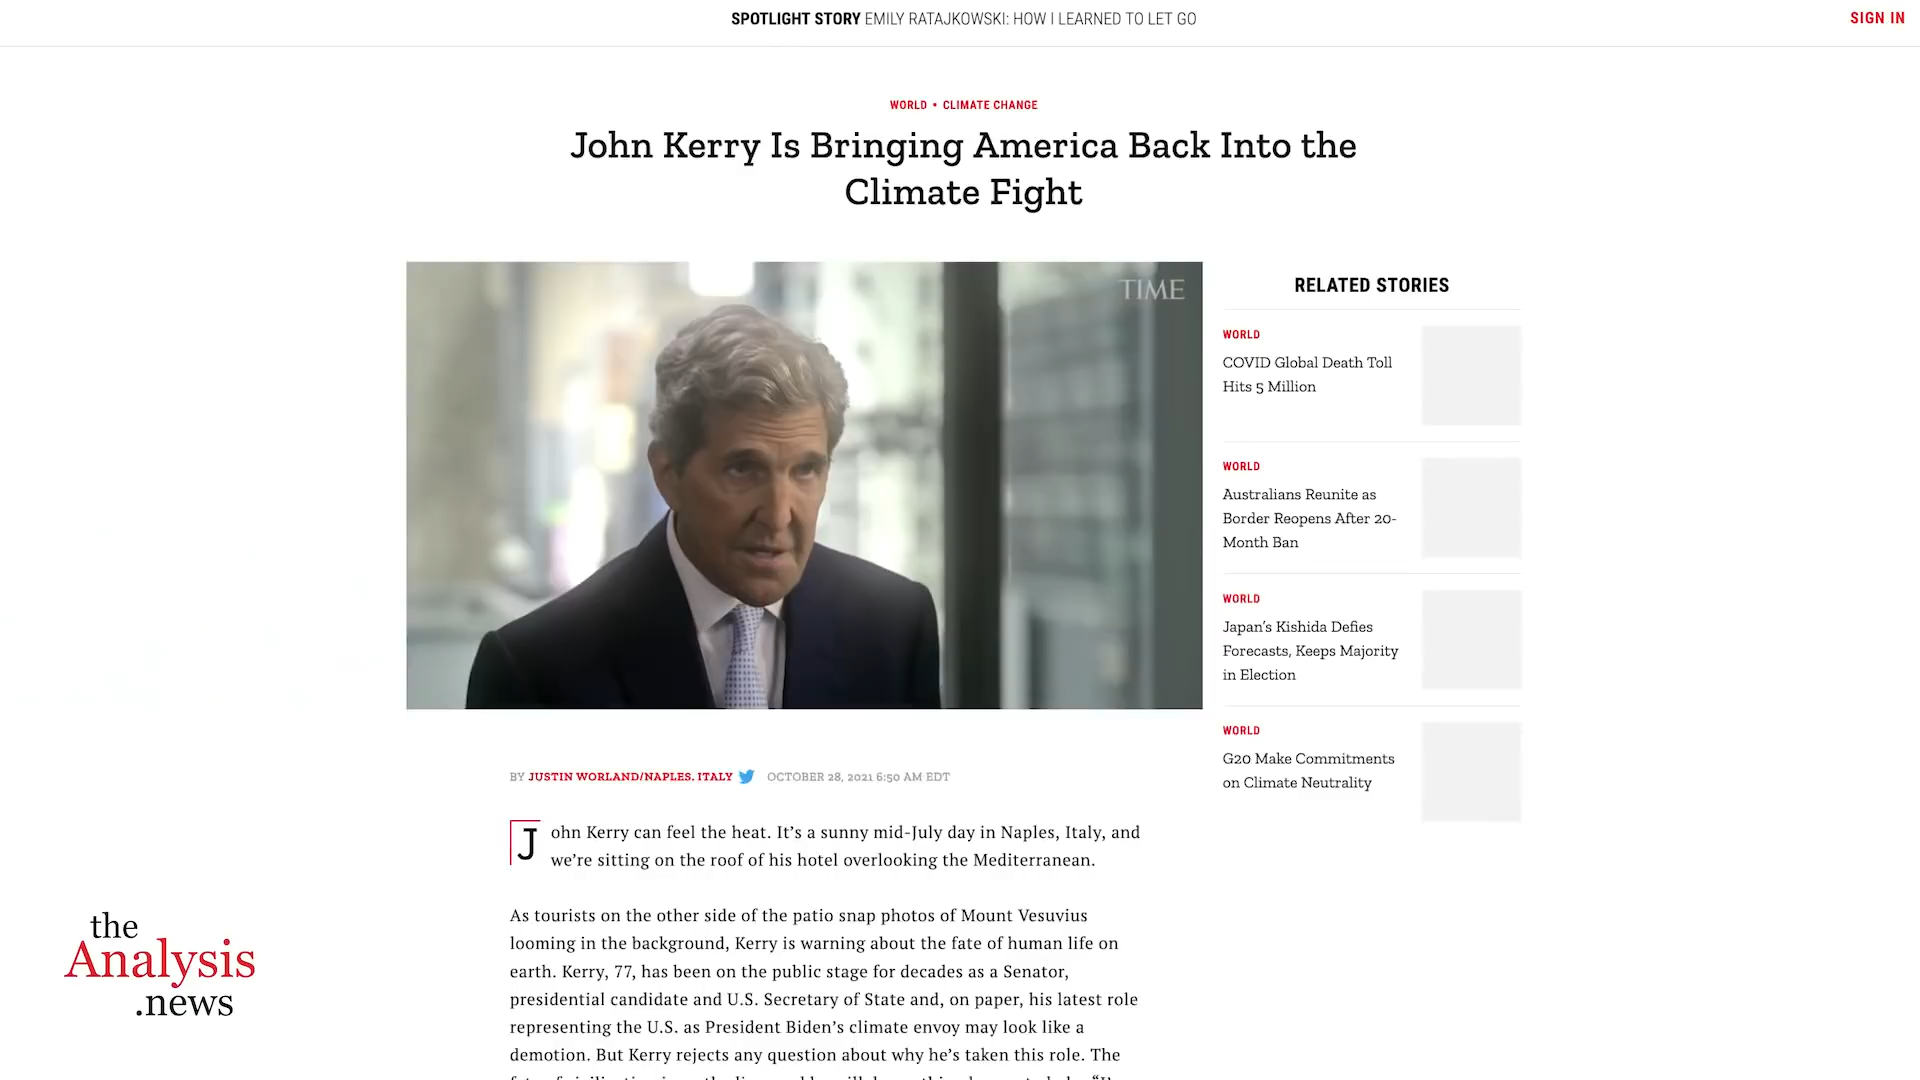 SPOTLIGHT STORY EMILY RATAJKOWSKI: HOW I LEARNED TO LET GO
SIGN IN
WORLD • CLIMATE CHANGE
John Kerry Is Bringing America Back Into the
Climate Fight
TIME
BY JUSTIN WORLAND/NAPLES, ITALY OCTOBER 28, 2021 6:50 AM EDT
John Kerry can feel the heat. It’s a sunny mid-July day in Naples, Italy, and
we’re sitting on the roof of his hotel overlooking the Mediterranean.
As tourists on the other side of the patio snap photos of Mount Vesuvius
looming in the background, Kerry is warning about the fate of human life on
earth. Kerry, 77, has been on the public stage for decades as a Senator,
presidential candidate and U.S. Secretary of State and, on paper, his latest role
representing the U.S. as President Biden’s climate envoy may look like a
demotion. But Kerry rejects any question about why he’s taken this role. The
RELATED STORIES
WORLD
COVID Global Death Toll
Hits 5 Million
WORLD
Australians Reunite as
Border Reopens After 20-
Month Ban
WORLD
Japan’s Kishida Defies
Forecasts, Keeps Majority
in Election
WORLD
G20 Make Commitments
on Climate Neutrality
the
Analysis
.news